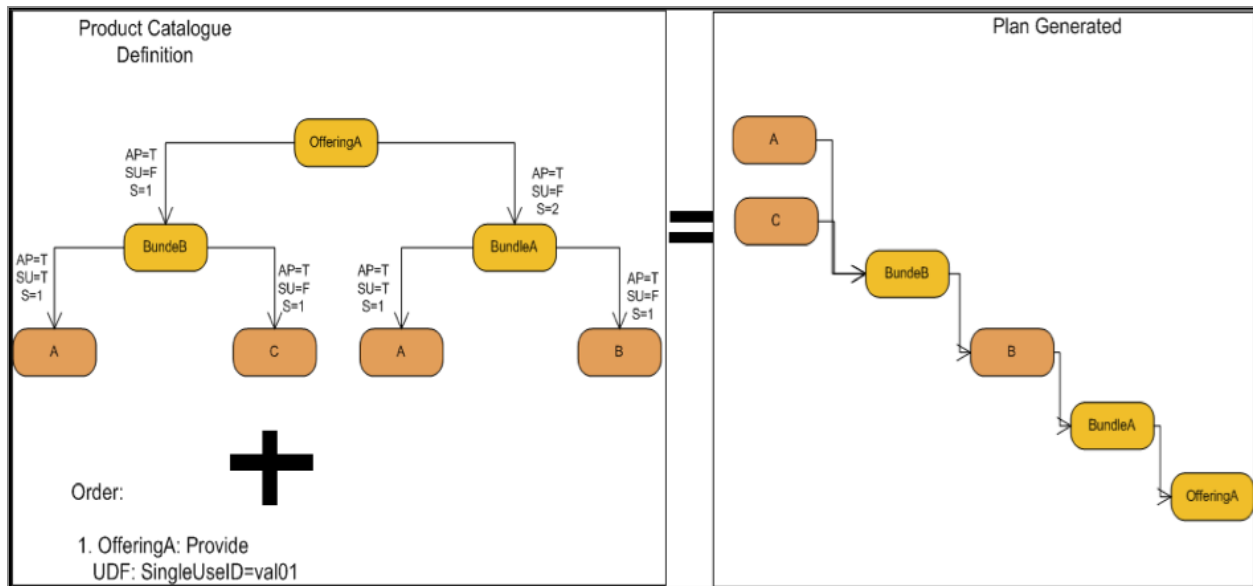 Product Catalogue
Definition
OfferingA
AP=T
SU=F
S=1
AP=T
SU=F
S=2
BundeB
BundleA
AP=T
SU=T
S=1
AP=T
SU=F
S=1
AP=T
SU=T
S=1
AP=T
SU=F
S=1
A
C
A
B
Order:
1. OfferingA: Provide
UDF: SingleUseID=val01
Plan Generated
A
C
BundeB
B
BundleA
OfferingA